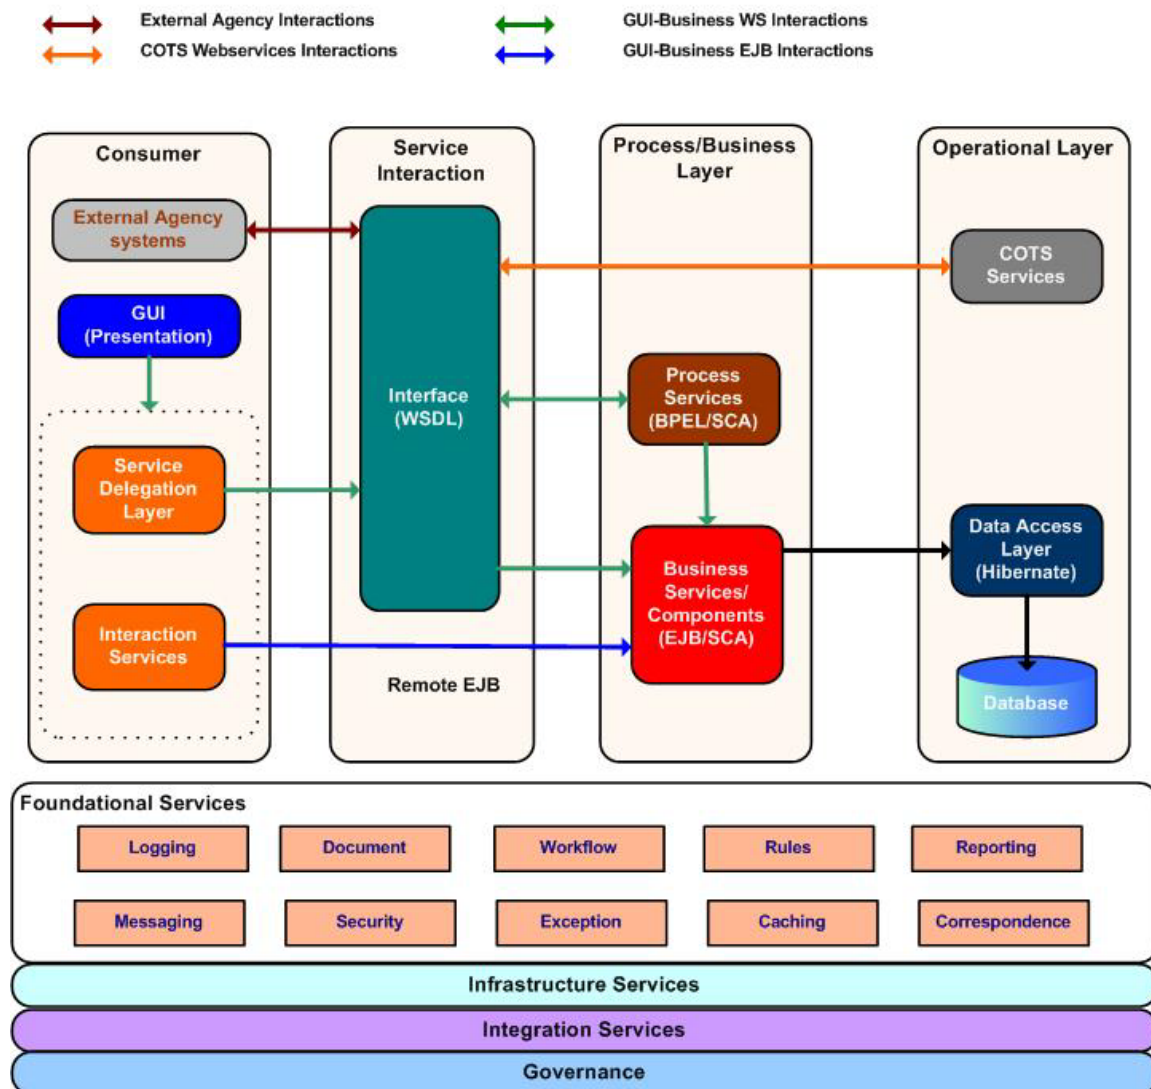 External Agency Interactions
GUI-Business WS Interactions
COTS Webservices Interactions
GUI-Business EJB Interactions
Consumer
Service
Interaction
Process/Business
Layer
Operational Layer
External Agency
systems
COTS
Services
GUI
(Presentation)
Interface
(WSDL)
Process
Services
(BPEL/SCA)
Service
Delegation
Layer
Data Access
Layer
(Hibernate)
Business
Services/
Components
(EJB/SCA)
Interaction
Services
Remote EJB
Database
Foundational Services
Logging
Document
Workflow
Rules
Reporting
Messaging
Security
Exception
Caching
Correspondence
Infrastructure Services
Integration Services
Governance